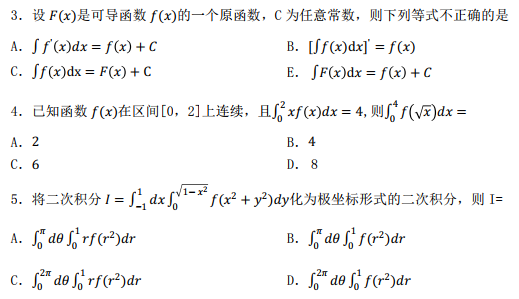 3. 设 F(x)是可导函数 f(x)的一个原函数，C 为任意常数，则下列等式不正确的是
A. ∫ f′(x)dx = f(x) + C B. [∫ f(x)dx]′ = f(x)
C. ∫ f(x)dx = F(x) + C E. ∫ F(x)dx = f(x) + C
4. 已知函数 f(x)在区间[0，2]上连续，且∫₀² xf(x)dx = 4,则∫₀⁴ f(√x)dx =
A. 2 B. 4
C. 6 D. 8
5. 将二次积分 I = ∫₋₁¹ dx ∫₀^√(1−x²) f(x² + y²)dy化为极坐标形式的二次积分，则 I=
A. ∫₀^π dθ ∫₀¹ rf(r²)dr B. ∫₀^π dθ ∫₀¹ f(r²)dr
C. ∫₀^2π dθ ∫₀¹ rf(r²)dr D. ∫₀^2π dθ ∫₀¹ f(r²)dr